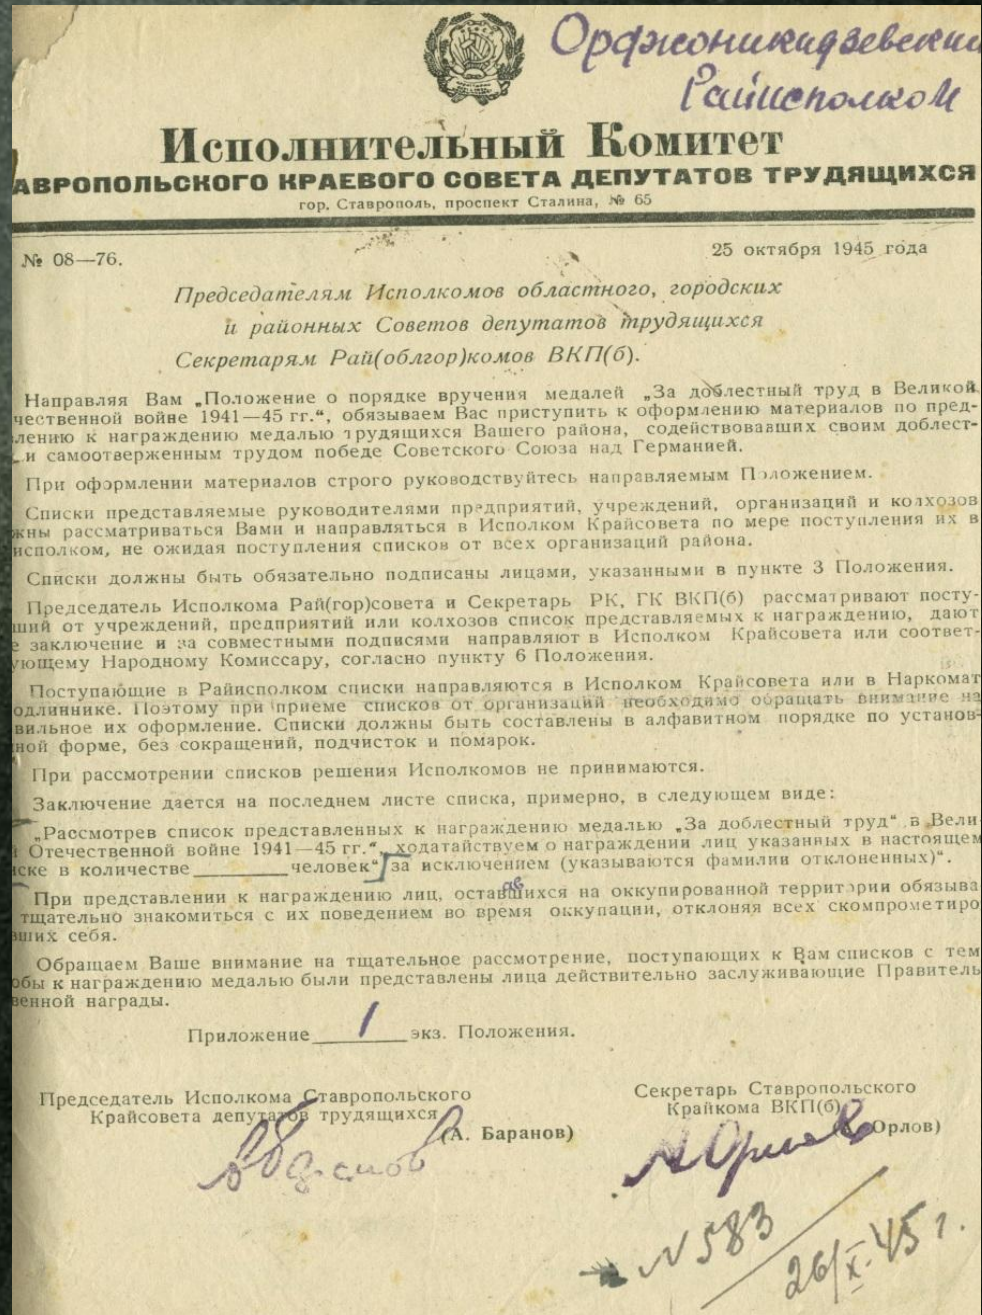 Орджоникидзевский
Райисполком
Исполнительный Комитет
АВРОПОЛЬСКОГО КРАЕВОГО СОВЕТА ДЕПУТАТОВ ТРУДЯЩИХСЯ
гор. Ставрополь, проспект Сталина, № 65
№ 08—76.
25 октября 1945 года
Председателям Исполкомов областного, городских
и районных Советов депутатов трудящихся
Секретарям Рай(облгор)комов ВКП(б).
Направляя Вам „Положение о порядке вручения медалей „За доблестный труд в Великой
чественной войне 1941—45 гг.“, обязываем Вас приступить к оформлению материалов по пред-
лению к награждению медалью трудящихся Вашего района, содействовавших своим доблест-
и самоотверженным трудом победе Советского Союза над Германией.
При оформлении материалов строго руководствуйтесь направляемым Положением.
Списки представляемые руководителями предприятий, учреждений, организаций и колхозов
жны рассматриваться Вами и направляться в Исполком Крайсовета по мере поступления их в
исполком, не ожидая поступления списков от всех организаций района.
Списки должны быть обязательно подписаны лицами, указанными в пункте 3 Положения.
Председатель Исполкома Рай(гор)совета и Секретарь РК, ГК ВКП(б) рассматривают посту-
ший от учреждений, предприятий или колхозов список представляемых к награждению, дают
е заключение и за совместными подписями направляют в Исполком Крайсовета или соответ-
ующему Народному Комиссару, согласно пункту 6 Положения.
Поступающие в Райисполком списки направляются в Исполком Крайсовета или в Наркомат
одлиннике. Поэтому при приеме списков от организаций необходимо обращать внимание на
вильное их оформление. Списки должны быть составлены в алфавитном порядке по установ-
ной форме, без сокращений, подчисток и помарок.
При рассмотрении списков решения Исполкомов не принимаются.
Заключение дается на последнем листе списка, примерно, в следующем виде:
„Рассмотрев список представленных к награждению медалью „За доблестный труд“ в Вели-
й Отечественной войне 1941—45 гг.“, ходатайствуем о награждении лиц указанных в настоящем
иске в количестве ________ человек“ за исключением (указываются фамилии отклоненных)“.
При представлении к награждению лиц, оставшихся на оккупированной территории обязыва
тщательно знакомиться с их поведением во время оккупации, отклоняя всех скомпрометиро
вших себя.
Обращаем Ваше внимание на тщательное рассмотрение, поступающих к Вам списков с тем
обы к награждению медалью были представлены лица действительно заслуживающие Правитель
венной награды.
Приложение 1 экз. Положения.
Председатель Исполкома Ставропольского
Крайсовета депутатов трудящихся
(А. Баранов)
Секретарь Ставропольского
Крайкома ВКП(б)
Орлов)
N 583
26/X-45 г.